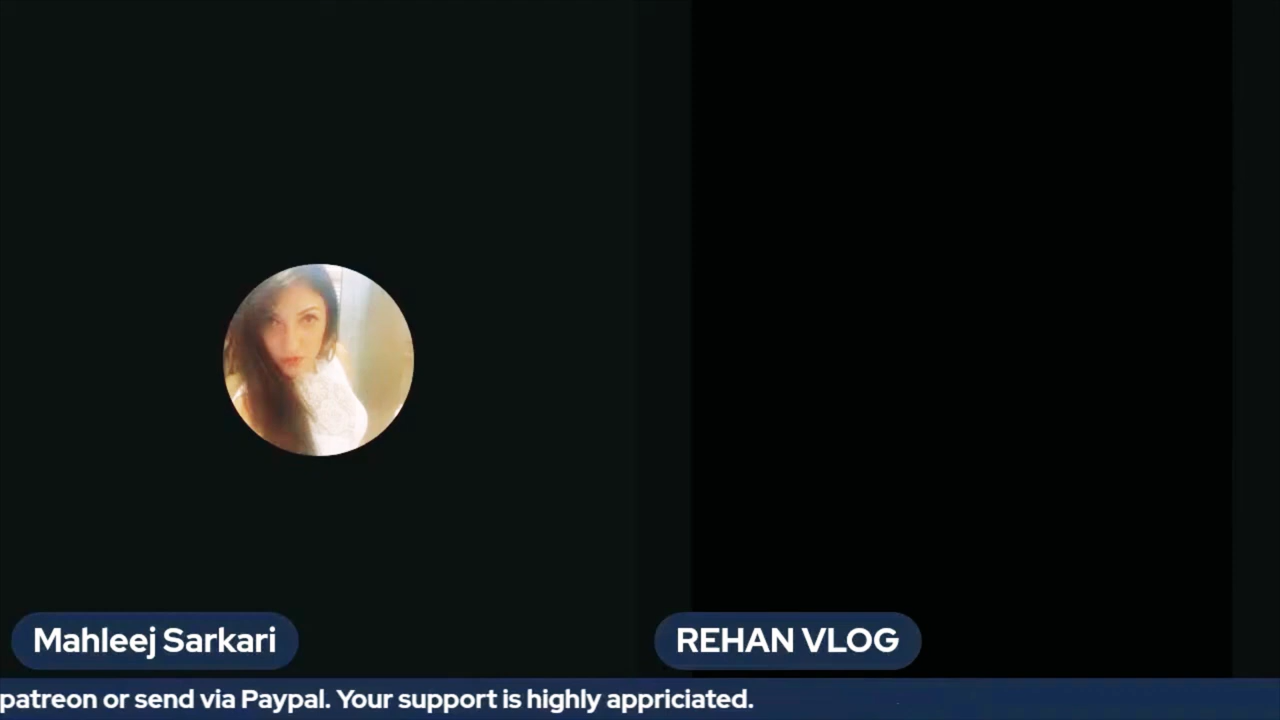 Mahleej Sarkari
REHAN VLOG
patreon or send via Paypal. Your support is highly appriciated.